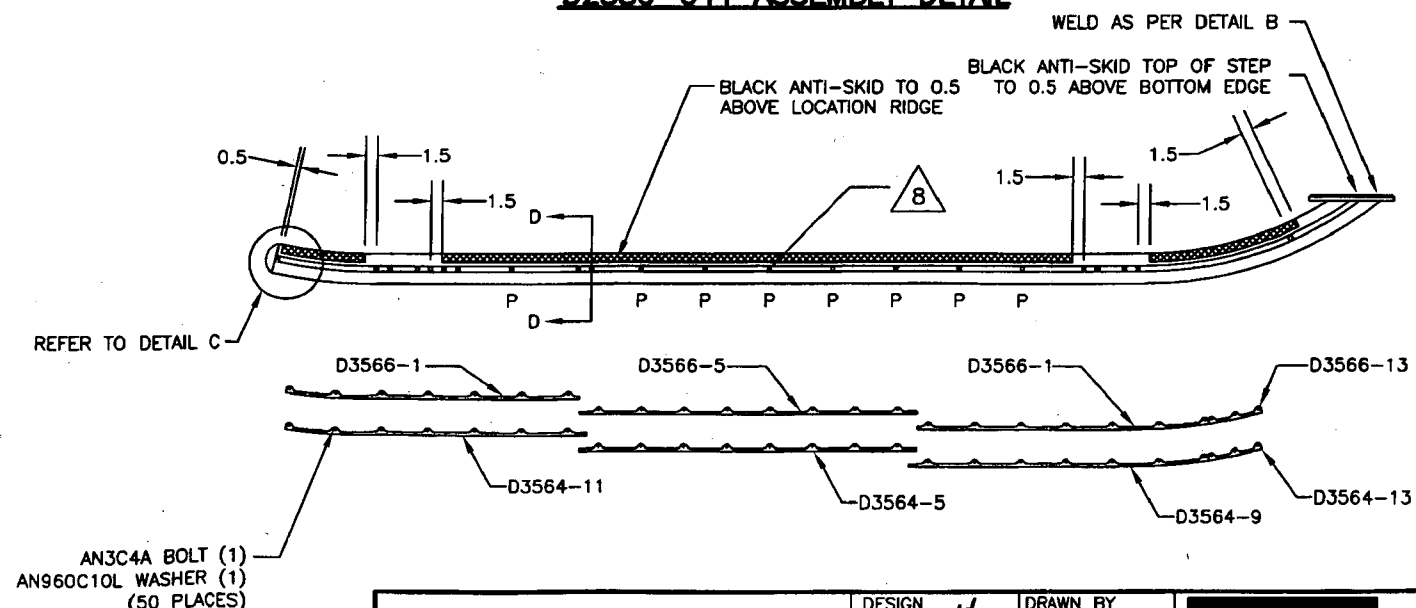 WELD AS PER DETAIL B
BLACK ANTI-SKID TO 0.5
ABOVE LOCATION RIDGE
BLACK ANTI-SKID TOP OF STEP
TO 0.5 ABOVE BOTTOM EDGE
0.5
1.5
1.5
8
1.5
1.5
1.5
D
D
P P P P P P P P
REFER TO DETAIL C
D3566-1
D3566-5
D3566-1
D3566-13
D3564-11
D3564-5
D3564-9
D3564-13
AN3C4A BOLT (1)
AN960C10L WASHER (1)
(50 PLACES)
DESIGN
DRAWN BY